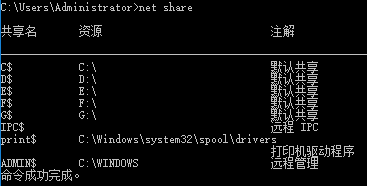 C:\Users\Administrator>net share
共享名 资源 注解
C$ C:\ 默认共享
D$ D:\ 默认共享
E$ E:\ 默认共享
F$ F:\ 默认共享
G$ G:\ 默认共享
IPC$ 远程 IPC
print$ C:\Windows\system32\spool\drivers
打印机驱动程序
ADMIN$ C:\WINDOWS 远程管理
命令成功完成。